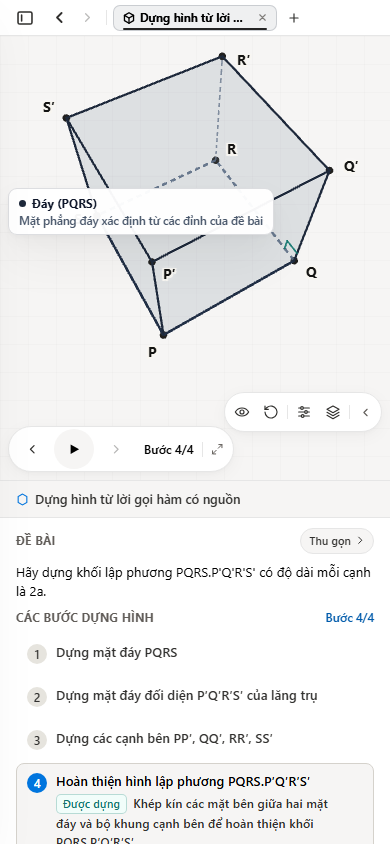 Dựng hình từ lời ...
R′
S′
R
Q′
Đáy (PQRS)
Mặt phẳng đáy xác định từ các đỉnh của đề bài
P′
Q
P
Bước 4/4
Dựng hình từ lời gọi hàm có nguồn
ĐỀ BÀI
Thu gọn
Hãy dựng khối lập phương PQRS.P'Q'R'S' có độ dài mỗi cạnh
là 2a.
CÁC BƯỚC DỰNG HÌNH
Bước 4/4
1 Dựng mặt đáy PQRS
2 Dựng mặt đáy đối diện P′Q′R′S′ của lăng trụ
3 Dựng các cạnh bên PP′, QQ′, RR′, SS′
4 Hoàn thiện hình lập phương PQRS.P′Q′R′S′
Được dựng Khép kín các mặt bên giữa hai mặt
đáy và bộ khung cạnh bên để hoàn thiện khối
PQRS.P′Q′R′S′.